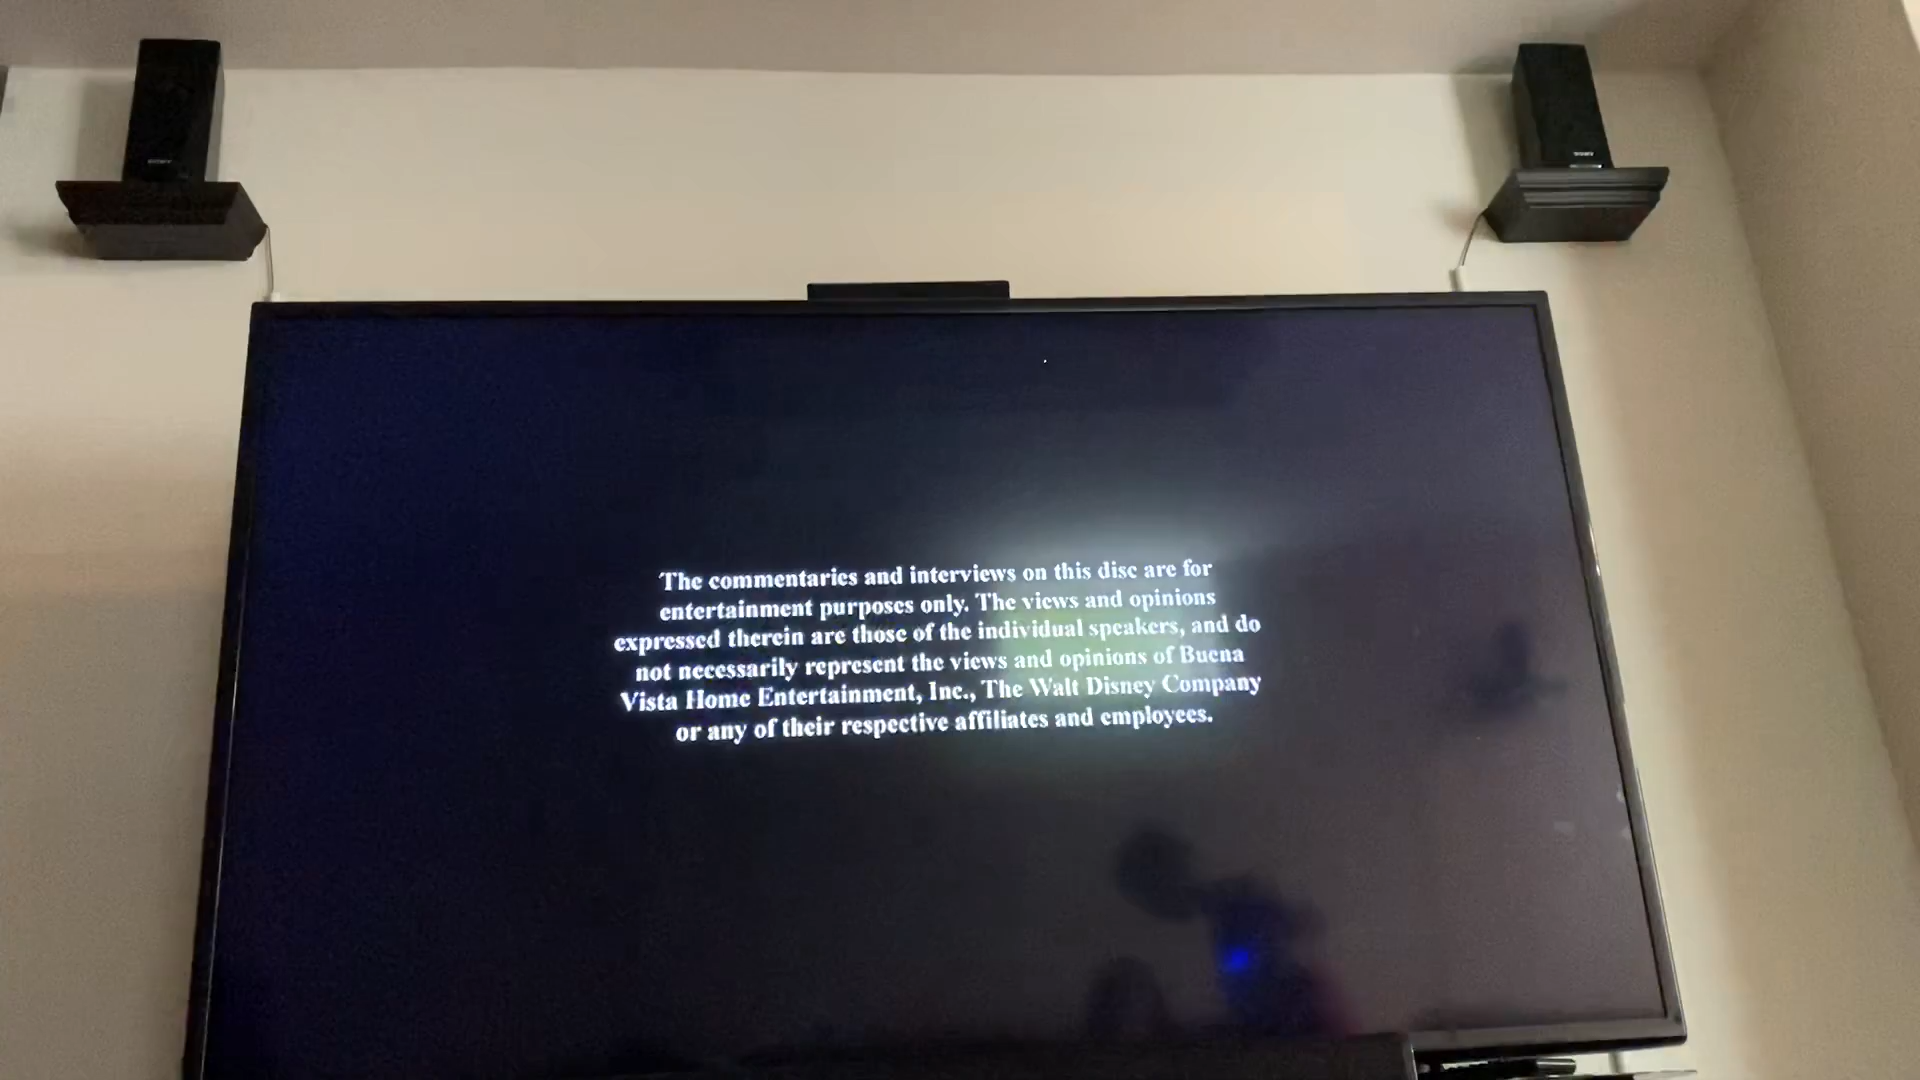 SONY
SONY
The commentaries and interviews on this disc are for
entertainment purposes only. The views and opinions
expressed therein are those of the individual speakers, and do
not necessarily represent the views and opinions of Buena
Vista Home Entertainment, Inc., The Walt Disney Company
or any of their respective affiliates and employees.